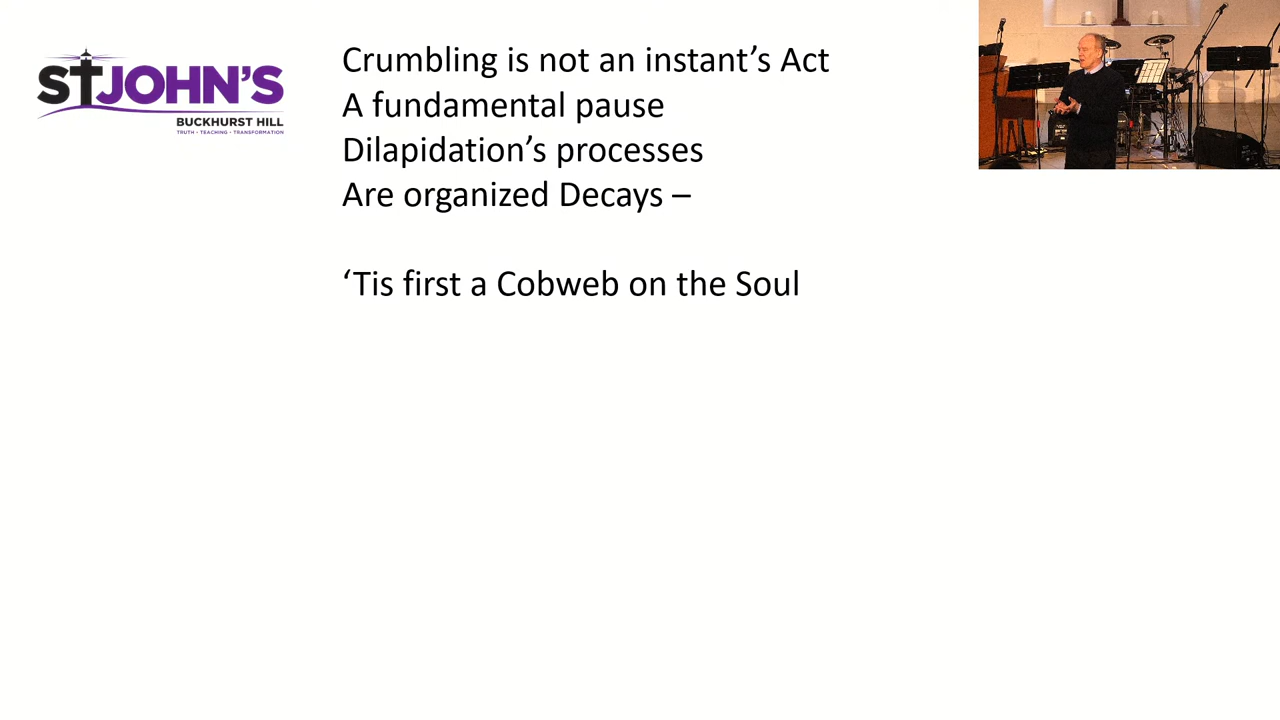 ST JOHN'S
BUCKHURST HILL
TRUTH • TEACHING • TRANSFORMATION
Crumbling is not an instant’s Act
A fundamental pause
Dilapidation’s processes
Are organized Decays –
‘Tis first a Cobweb on the Soul